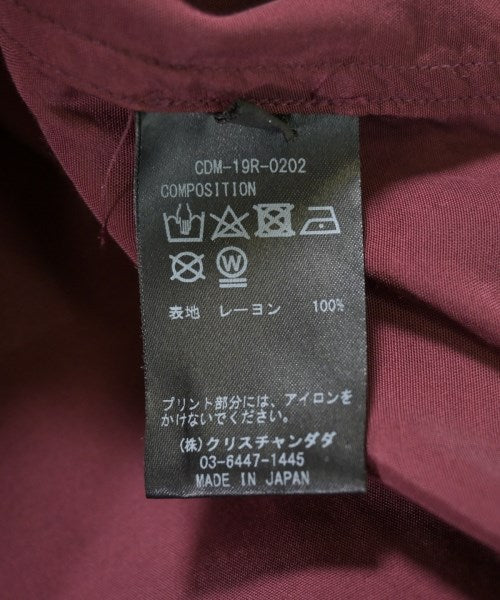 CDM-19R-0202
COMPOSITION
W
表地 レーヨン 100%
プリント部分には、アイロンを
かけないでください。
(株)クリスチャンダダ
03-6447-1445
MADE IN JAPAN